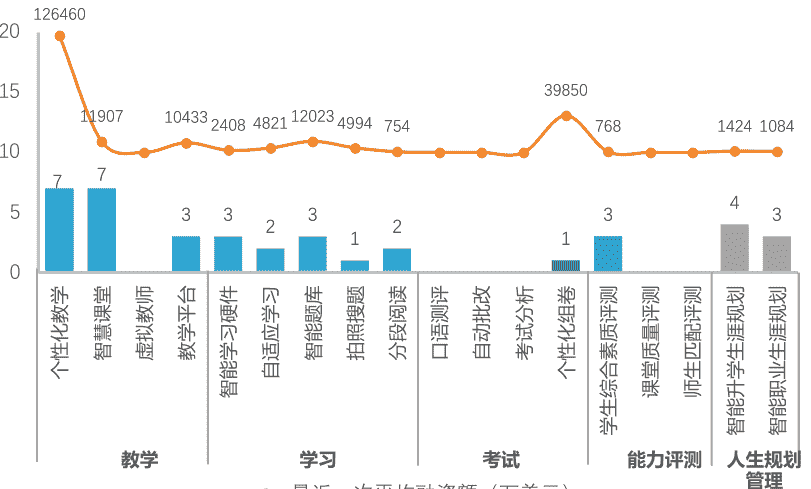 126460
20
15
11907
10433
2408
4821
12023
4994
754
39850
768
1424
1084
10
7
7
3
3
2
3
1
2
1
3
4
3
5
0
个性化教学
智慧课堂
虚拟教师
教学平台
智能学习硬件
自适应学习
智能题库
拍照搜题
分段阅读
口语测评
自动批改
考试分析
个性化组卷
学生综合素质评测
课堂质量评测
师生匹配评测
智能升学生涯规划
智能职业生涯规划
教学
学习
考试
能力评测
人生规划
管理